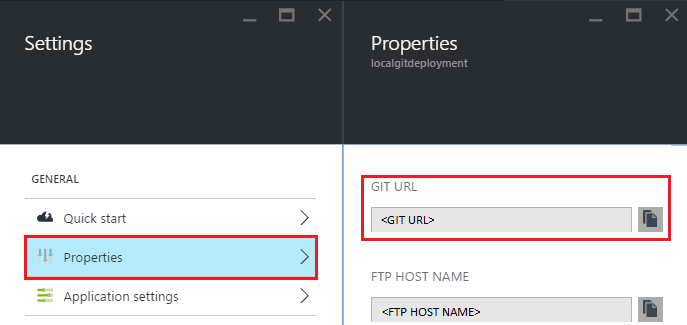 Settings
GENERAL
Quick start
Properties
Application settings
Properties
localgitdeployment
GIT URL
<GIT URL>
FTP HOST NAME
<FTP HOST NAME>